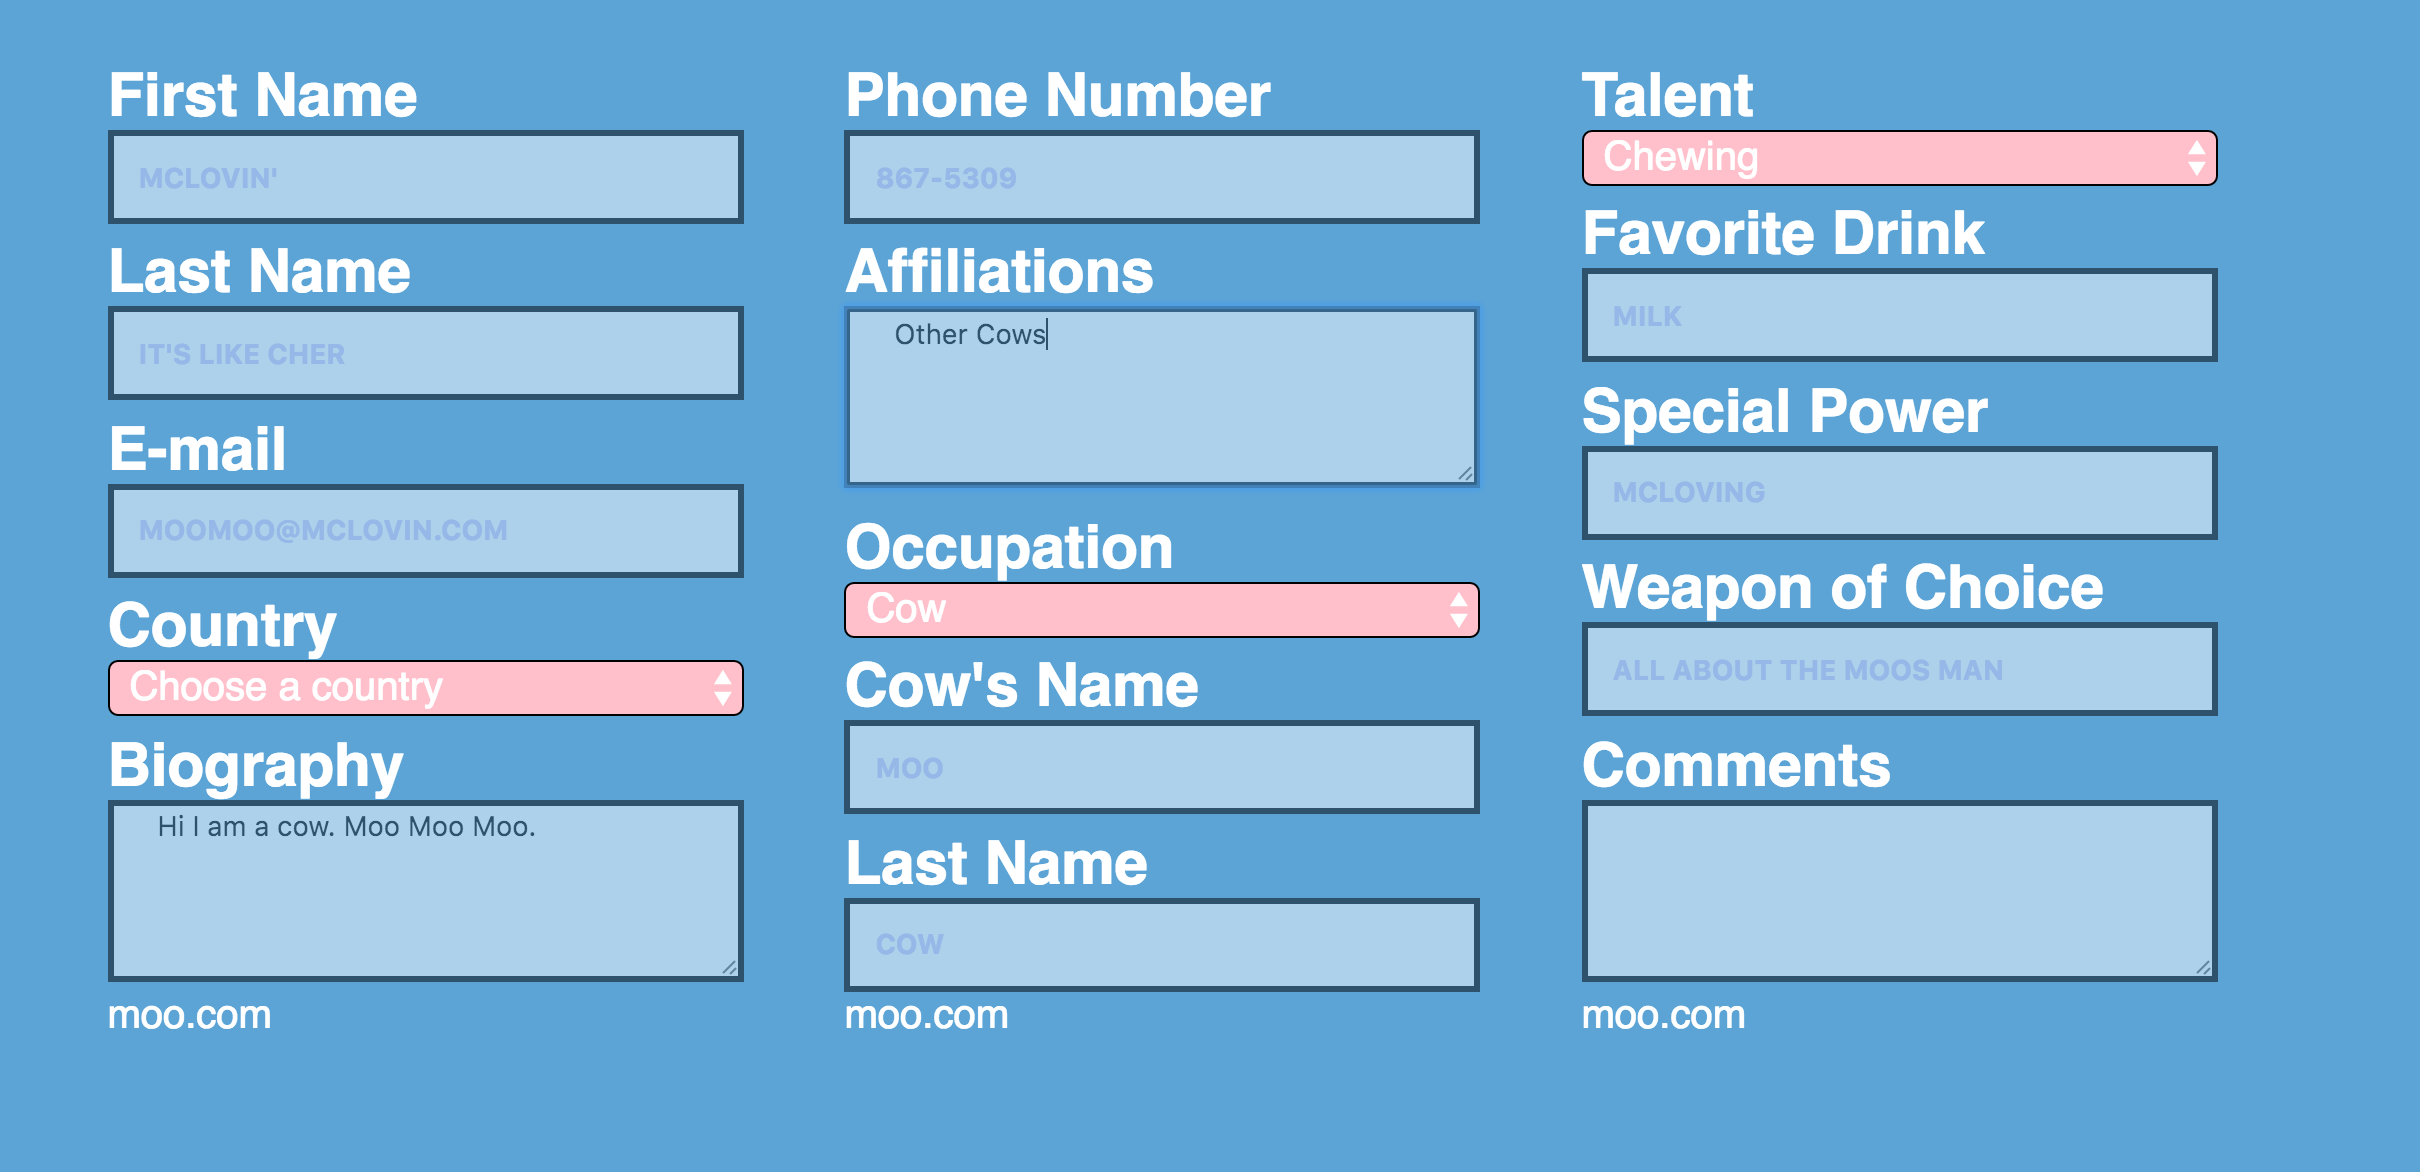 First Name
MCLOVIN'
Last Name
IT'S LIKE CHER
E-mail
MOOMOO@MCLOVIN.COM
Country
Choose a country
Biography
Hi I am a cow. Moo Moo Moo.
moo.com
Phone Number
867-5309
Affiliations
Other Cows
Occupation
Cow
Cow's Name
MOO
Last Name
COW
moo.com
Talent
Chewing
Favorite Drink
MILK
Special Power
MCLOVING
Weapon of Choice
ALL ABOUT THE MOOS MAN
Comments
moo.com